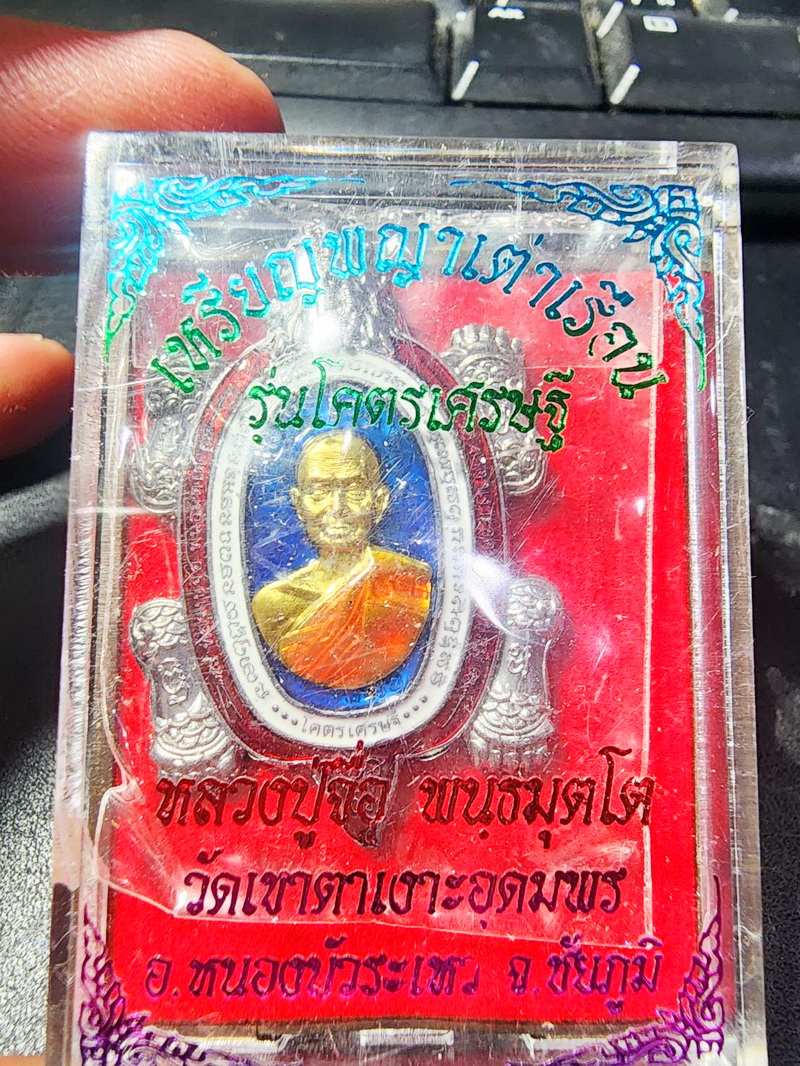 เหรียญพญาเต่าเรือน
รุ่นโคตรเศรษฐี
โคตรเศรษฐี
หลวงปู่จื่อ พนฺธมุตฺโต
วัดเขาตาเงาะอุดมพร
อ.หนองบัวระเหว จ.ชัยภูมิ